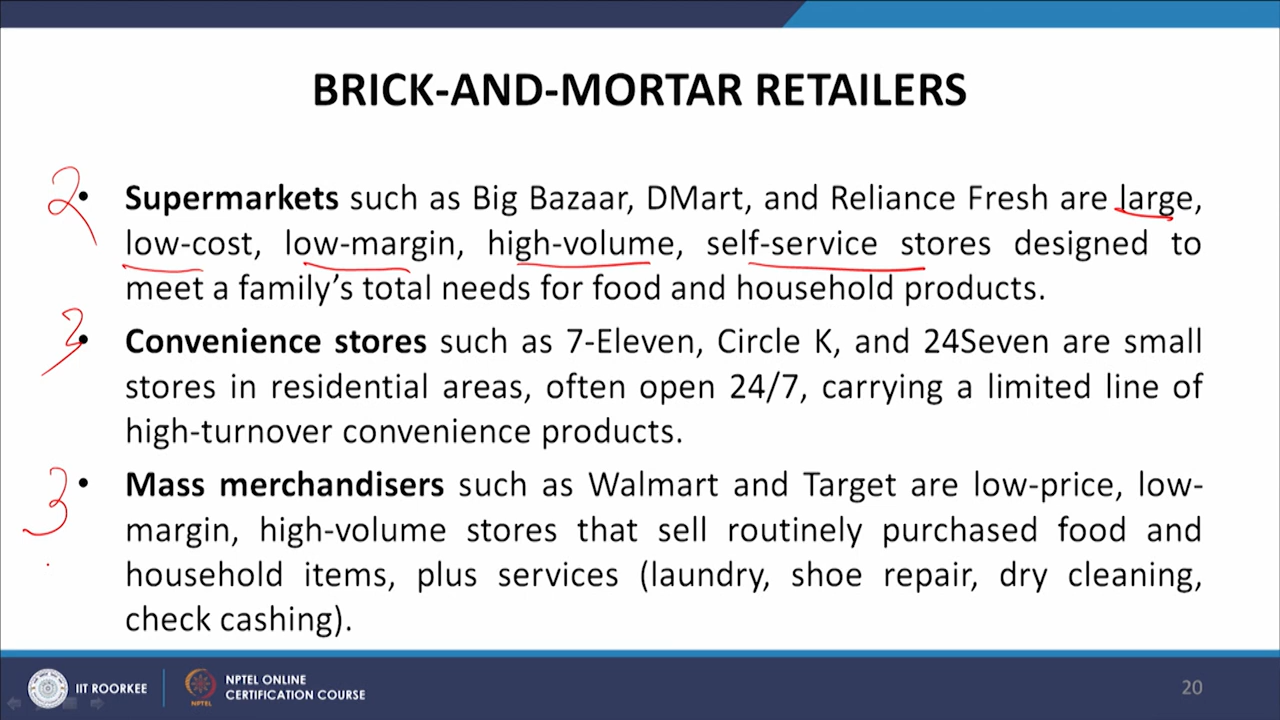 BRICK-AND-MORTAR RETAILERS
2
• Supermarkets such as Big Bazaar, DMart, and Reliance Fresh are large,
low-cost, low-margin, high-volume, self-service stores designed to
meet a family's total needs for food and household products.
3
• Convenience stores such as 7-Eleven, Circle K, and 24Seven are small
stores in residential areas, often open 24/7, carrying a limited line of
high-turnover convenience products.
3
• Mass merchandisers such as Walmart and Target are low-price, low-
margin, high-volume stores that sell routinely purchased food and
household items, plus services (laundry, shoe repair, dry cleaning,
check cashing).
IIT ROORKEE
NPTEL
NPTEL ONLINE
CERTIFICATION COURSE
20